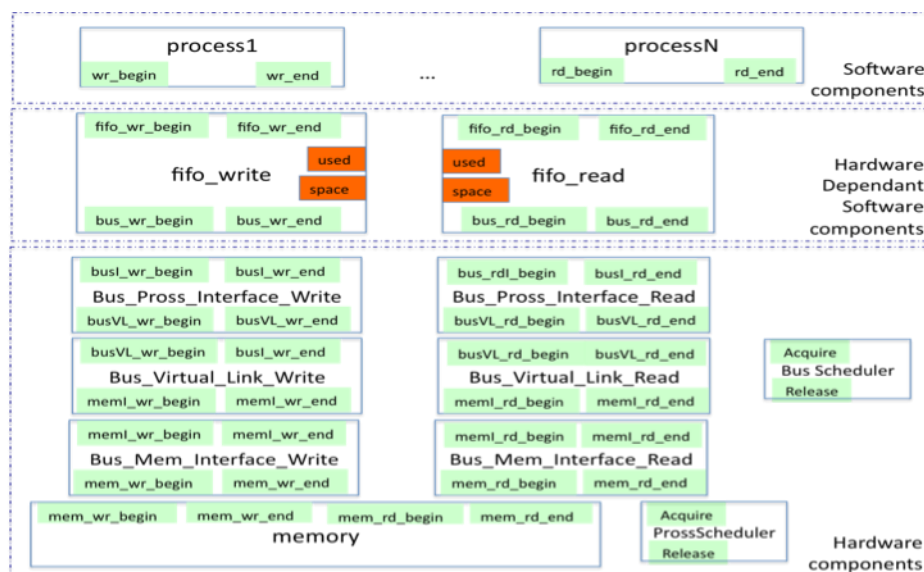 process1
processN
wr_begin wr_end
...
rd_begin rd_end
Software
components
fifo_wr_begin fifo_wr_end
fifo_rd_begin fifo_rd_end
used
used
fifo_write
fifo_read
space
space
Hardware
Dependant
Software
components
bus_wr_begin bus_wr_end
bus_rd_begin bus_rd_end
busI_wr_begin busI_wr_end
bus_rdI_begin busI_rd_end
Bus_Pross_Interface_Write
Bus_Pross_Interface_Read
busVL_wr_begin busVL_wr_end
busVL_rd_begin busVL_rd_end
busVL_wr_begin busI_wr_end
busVL_rd_begin busVL_rd_end
Bus_Virtual_Link_Write
Bus_Virtual_Link_Read
memI_wr_begin memI_wr_end
memI_rd_begin memI_rd_end
Acquire
Bus Scheduler
Release
memI_wr_begin memI_wr_end
memI_rd_begin memI_rd_end
Bus_Mem_Interface_Write
Bus_Mem_Interface_Read
mem_wr_begin mem_wr_end
mem_rd_begin mem_rd_end
mem_wr_begin mem_wr_end mem_rd_begin mem_rd_end
memory
Acquire
ProssScheduler
Release
Hardware
components